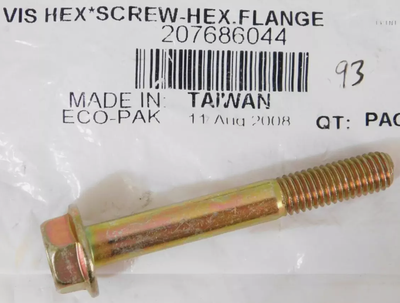 VIS HEX*SCREW-HEX.FLANGE
207686044
93
MADE IN: TAIWAN
ECO-PAK 11 Aug 2008 QT: PAC